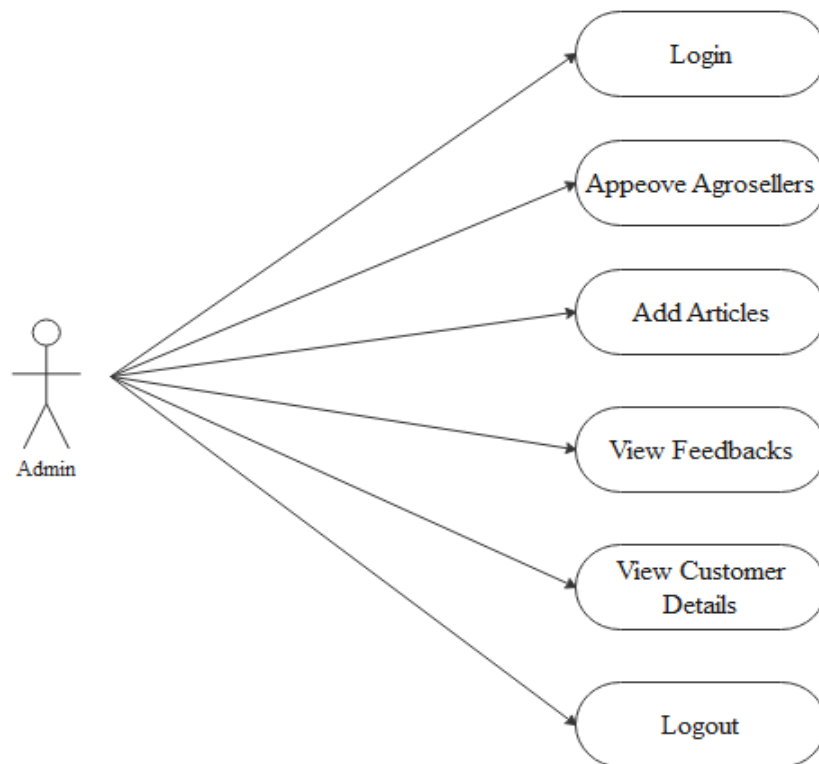 Login
Appeove Agrosellers
Add Articles
View Feedbacks
Admin
View Customer
Details
Logout